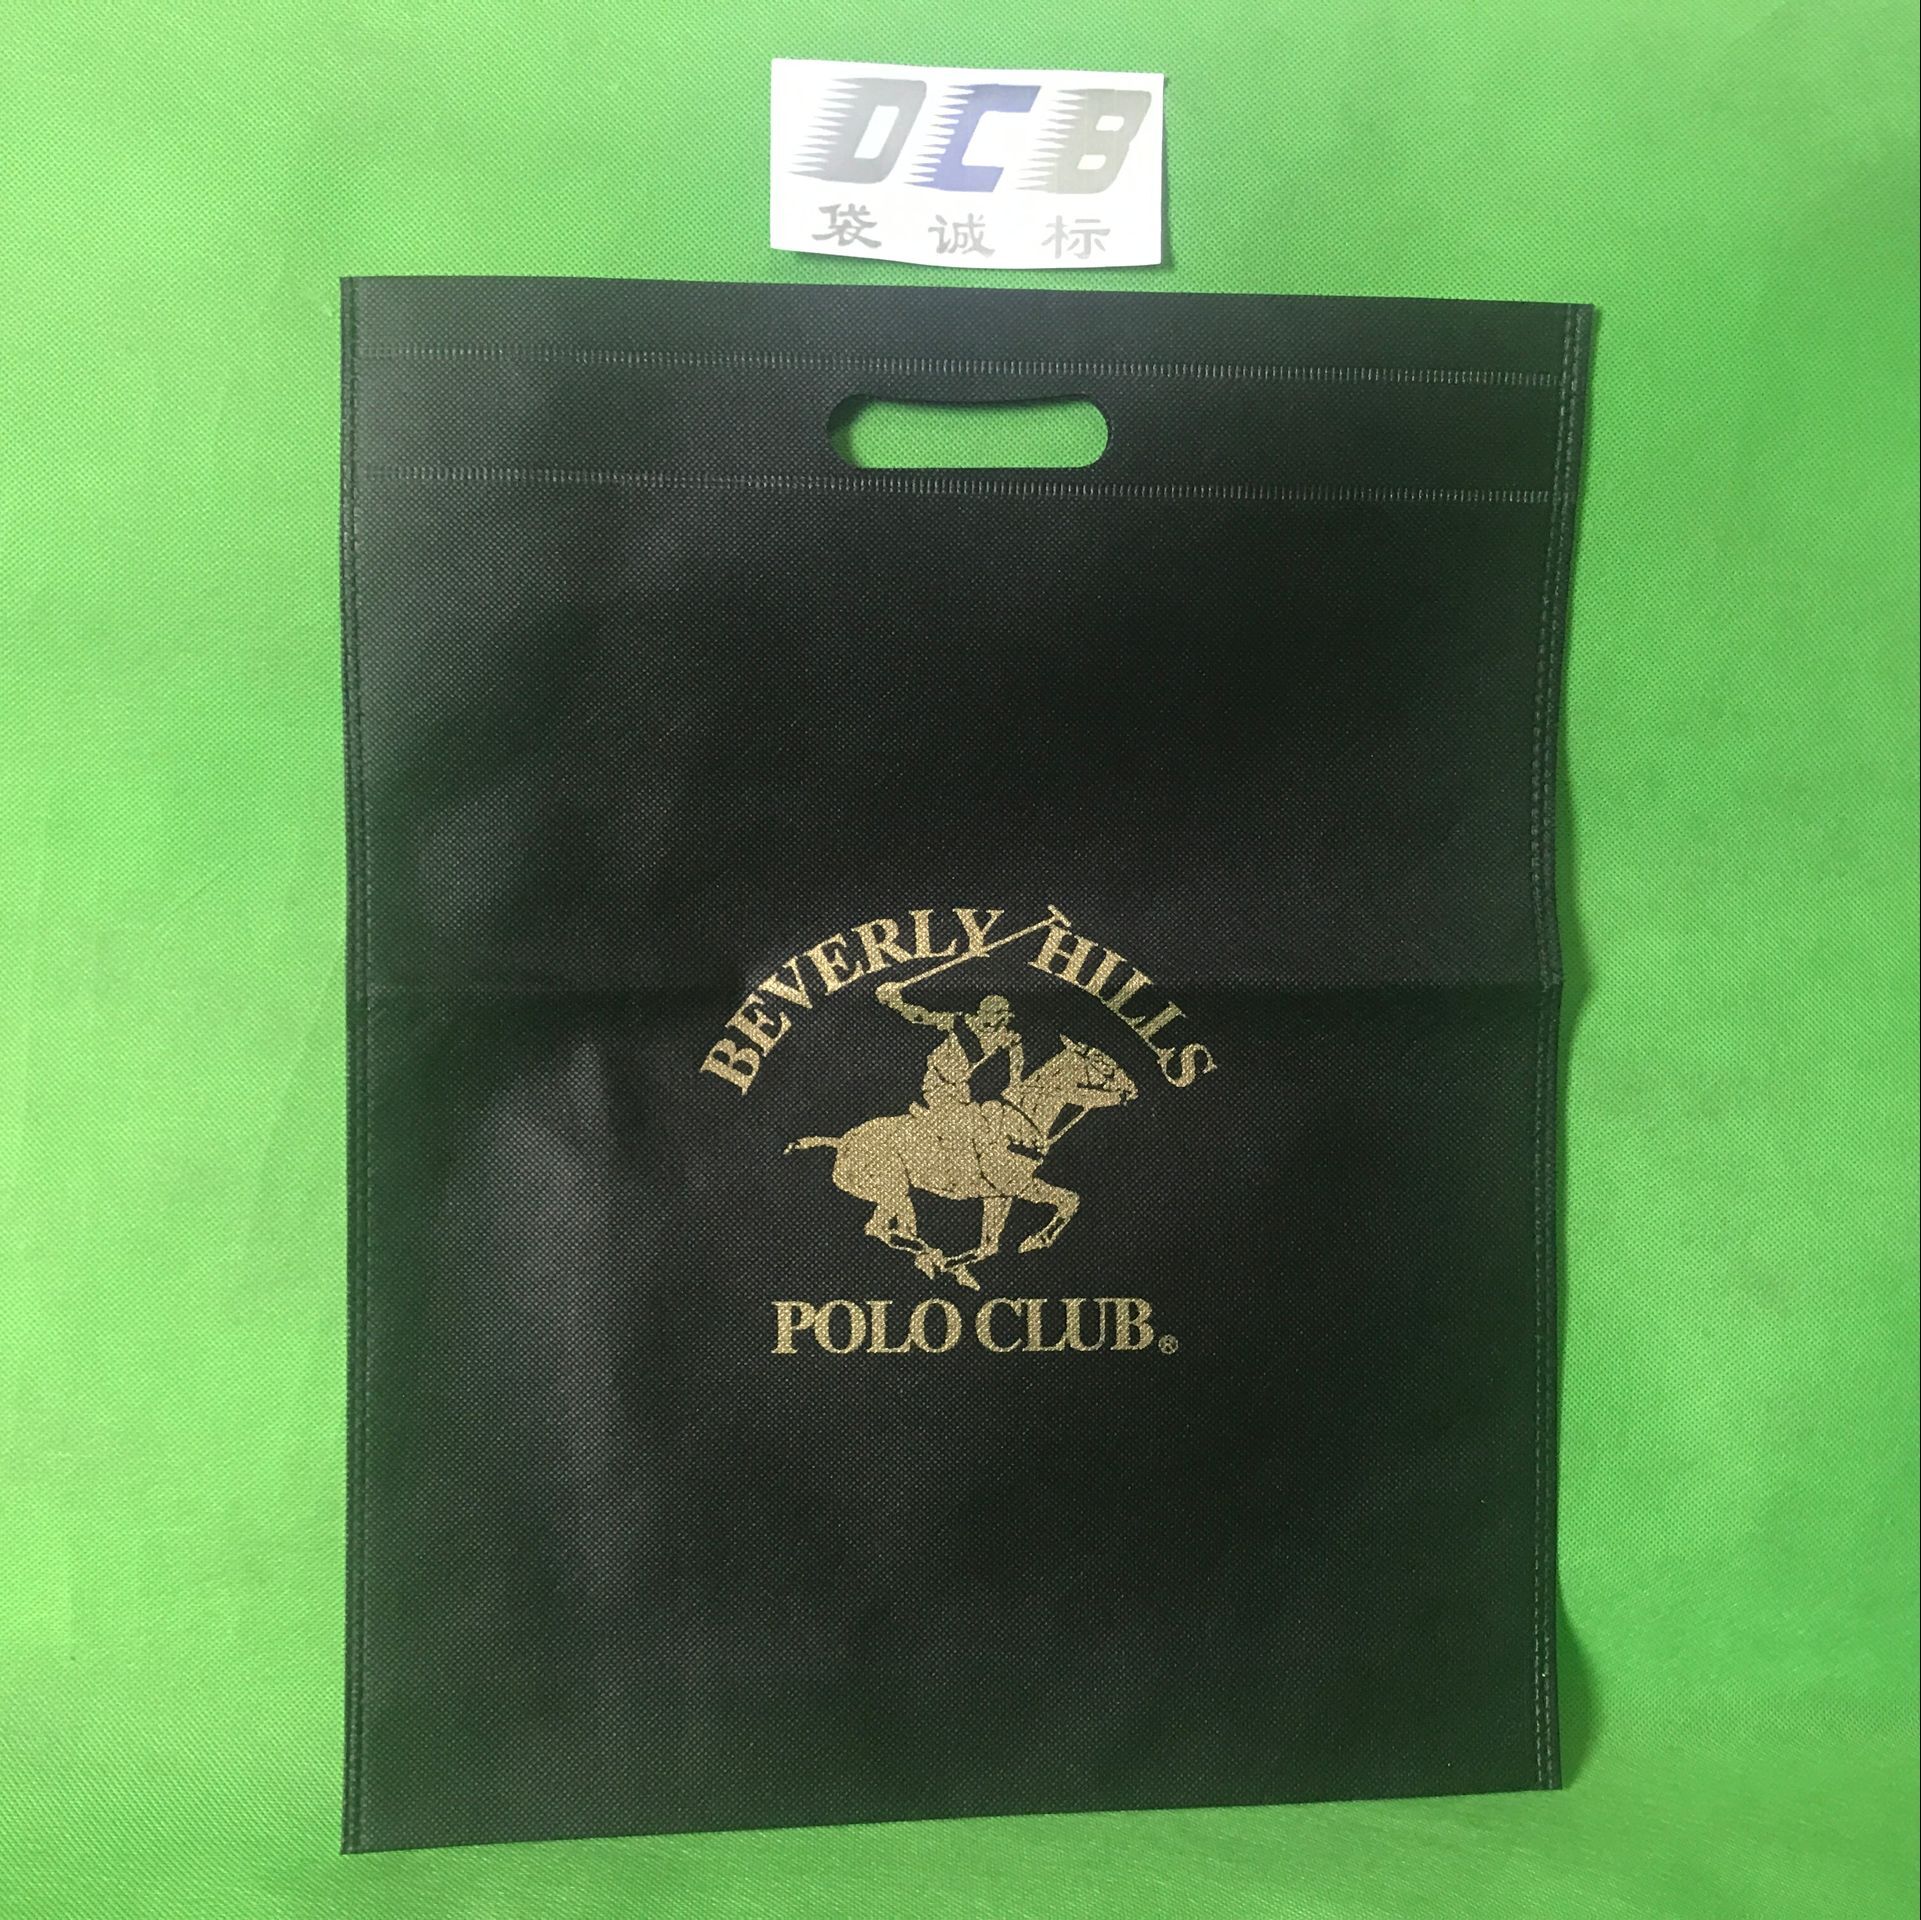 DCB
袋诚标
BEVERLY HILLS
POLO CLUB®